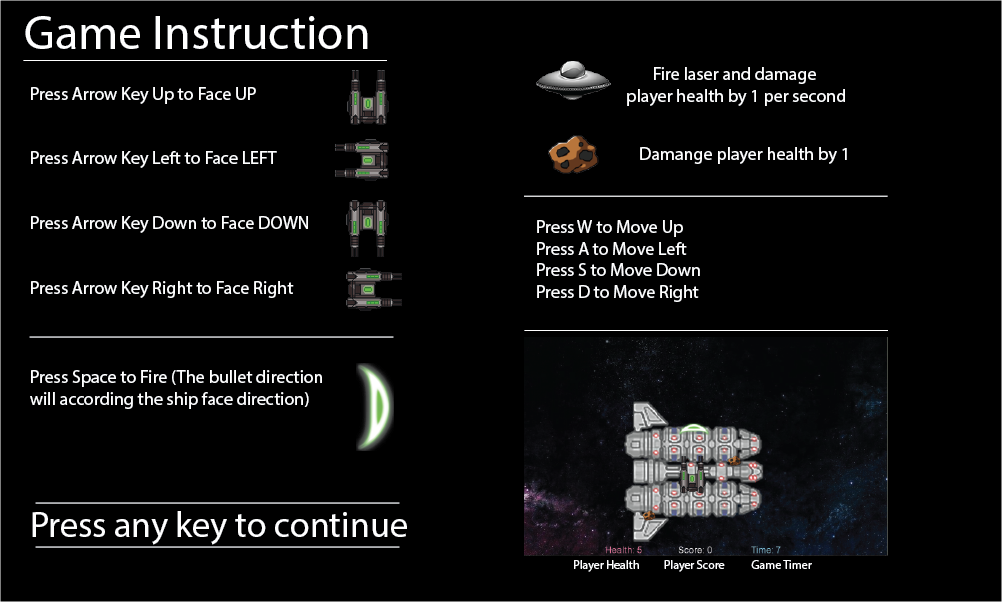 Game Instruction
Press Arrow Key Up to Face UP
Press Arrow Key Left to Face LEFT
Press Arrow Key Down to Face DOWN
Press Arrow Key Right to Face Right
Press Space to Fire (The bullet direction
will according the ship face direction)
Press any key to continue
Fire laser and damage
player health by 1 per second
Damange player health by 1
Press W to Move Up
Press A to Move Left
Press S to Move Down
Press D to Move Right
Health: 5 Score: 0 Time: 7
Player Health Player Score Game Timer